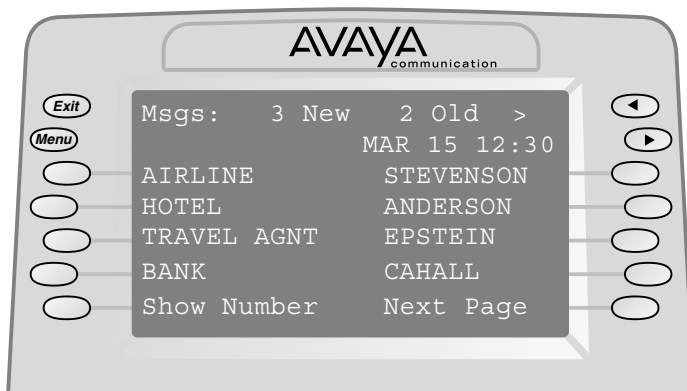 AVAYA
communication
Exit
Menu
Msgs: 3 New 2 Old >
MAR 15 12:30
AIRLINE STEVENSON
HOTEL ANDERSON
TRAVEL AGNT EPSTEIN
BANK CAHALL
Show Number Next Page